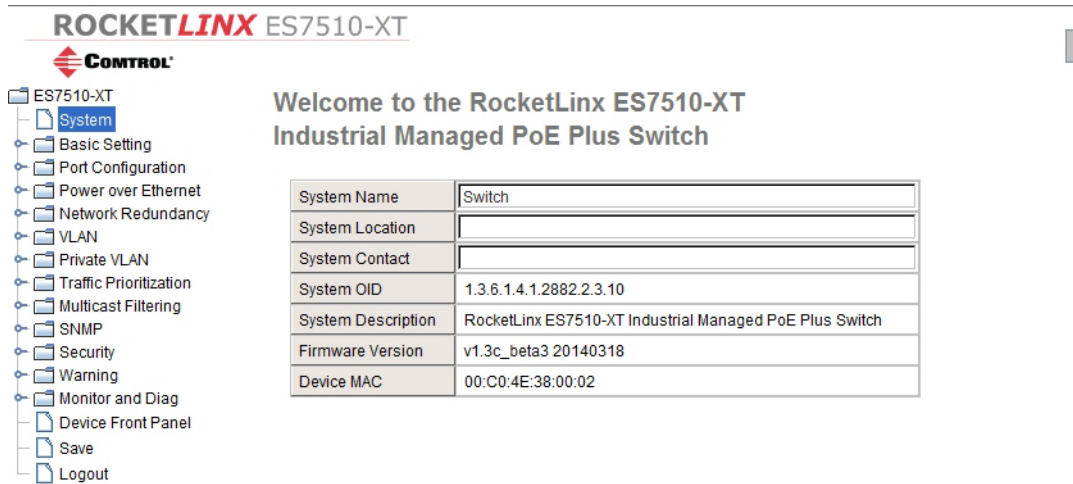 ROCKETLINX ES7510-XT
COMTROL
ES7510-XT
System
Basic Setting
Port Configuration
Power over Ethernet
Network Redundancy
VLAN
Private VLAN
Traffic Prioritization
Multicast Filtering
SNMP
Security
Warning
Monitor and Diag
Device Front Panel
Save
Logout
Welcome to the RocketLinx ES7510-XT
Industrial Managed PoE Plus Switch
System Name Switch
System Location
System Contact
System OID 1.3.6.1.4.1.2882.2.3.10
System Description RocketLinx ES7510-XT Industrial Managed PoE Plus Switch
Firmware Version v1.3c_beta3 20140318
Device MAC 00:C0:4E:38:00:02